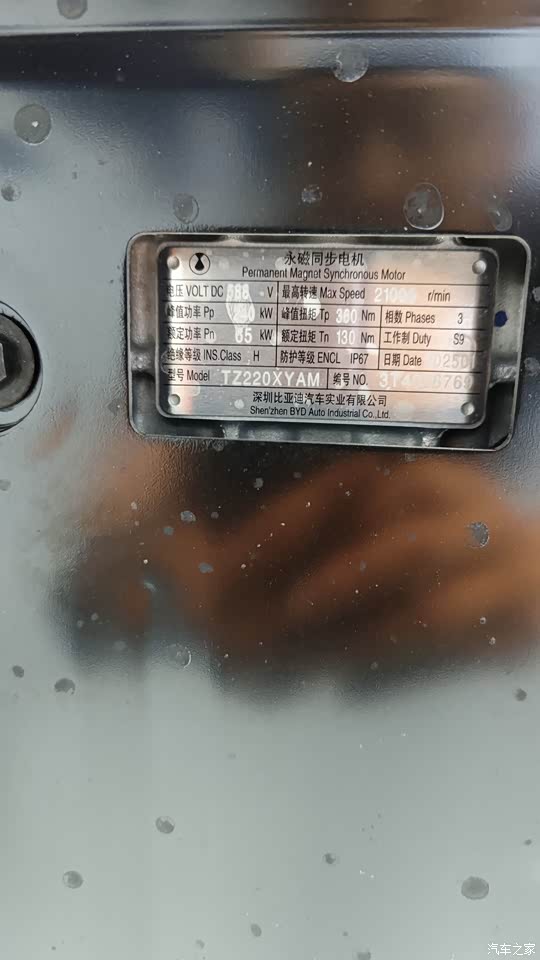 永磁同步电机
Permanent Magnet Synchronous Motor
电压 VOLT DC V 最高转速 Max Speed r/min
峰值功率 Pp kW 峰值扭矩 Tp 360 Nm 相数 Phases 3
额定功率 Pn 65 kW 额定扭矩 Tn 130 Nm 工作制 Duty S9
绝缘等级 INS Class H 防护等级 ENCL IP67 日期 Date
型号 Model TZ220XYAM 编号 NO.
深圳比亚迪汽车实业有限公司
Shen'zhen BYD Auto Industrial Co.,Ltd.
汽车之家